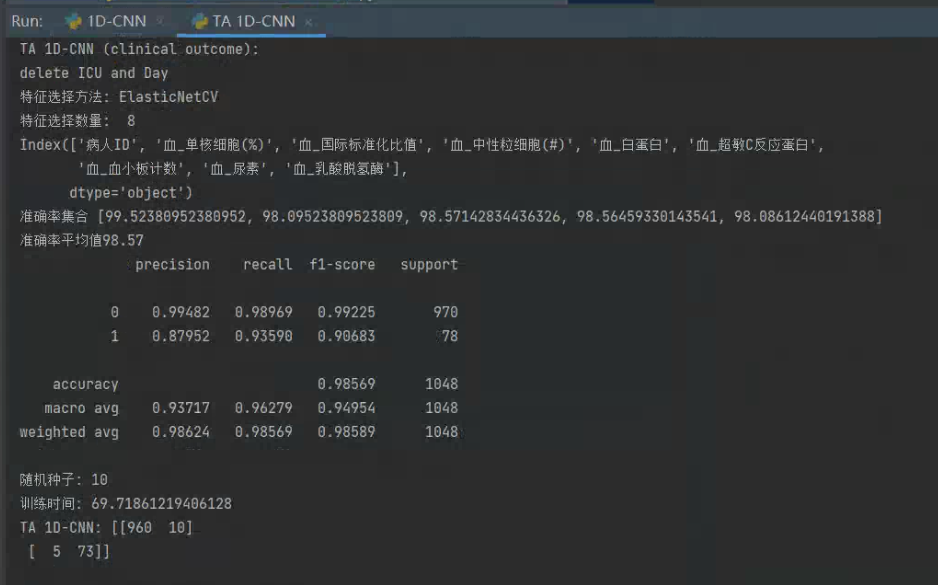 Run: 1D-CNN × TA 1D-CNN ×
TA 1D-CNN (clinical outcome):
delete ICU and Day
特征选择方法: ElasticNetCV
特征选择数量: 8
Index(['病人ID', '血_单核细胞(%)', '血_国际标准化比值', '血_中性粒细胞(#)', '血_白蛋白', '血_超敏C反应蛋白',
'血_血小板计数', '血_尿素', '血_乳酸脱氢酶'],
dtype='object')
准确率集合 [99.52380952380952, 98.09523809523809, 98.57142834436326, 98.56459330143541, 98.08612440191388]
准确率平均值98.57
precision recall f1-score support
0 0.99482 0.98969 0.99225 970
1 0.87952 0.93590 0.90683 78
accuracy 0.98569 1048
macro avg 0.93717 0.96279 0.94954 1048
weighted avg 0.98624 0.98569 0.98589 1048
随机种子: 10
训练时间: 69.71861219406128
TA 1D-CNN: [[960 10]
[ 5 73]]